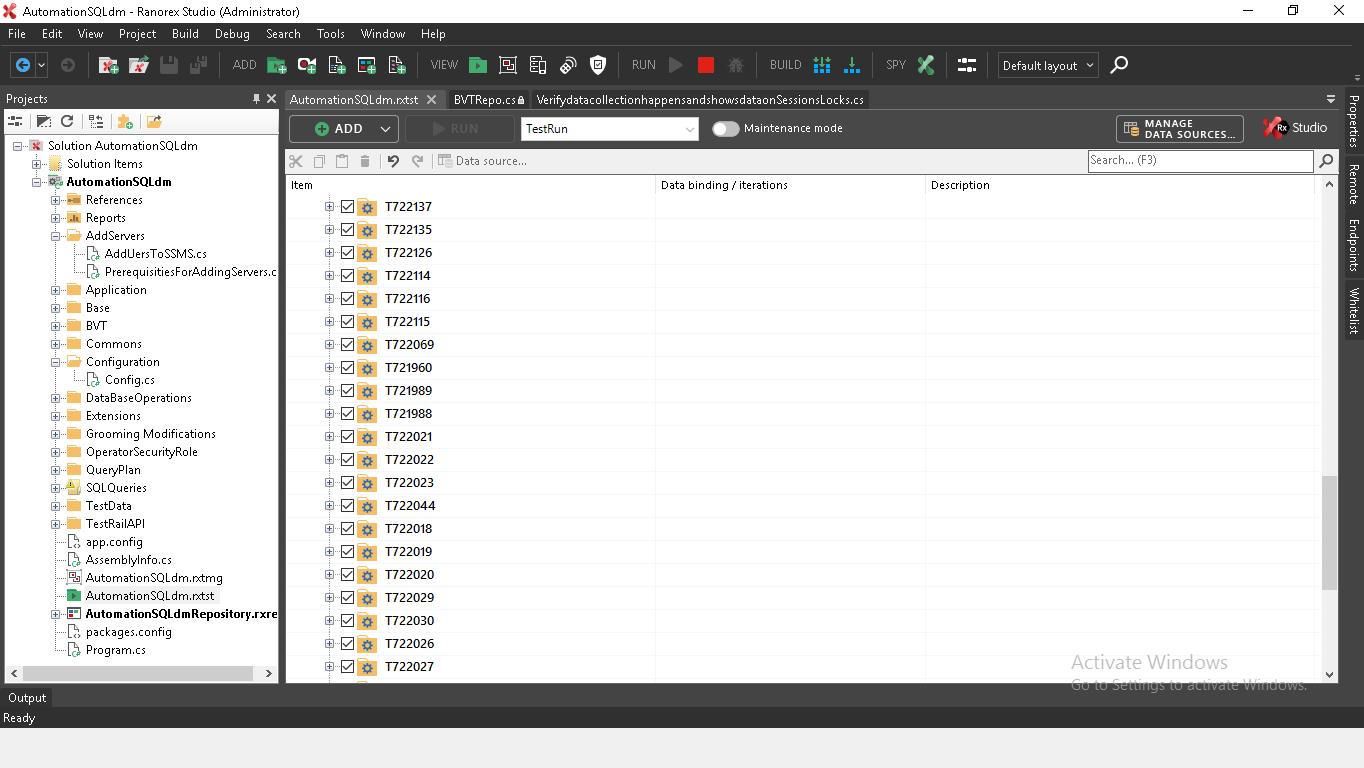 AutomationSQLdm - Ranorex Studio (Administrator)
File Edit View Project Build Debug Search Tools Window Help
ADD VIEW RUN BUILD SPY Default layout
Projects
AutomationSQLdm.rxtst BVTRepo.cs VerifydatacollectionhappensandshowsdataonSessionsLocks.cs
ADD RUN TestRun Maintenance mode MANAGE DATA SOURCES... Rx Studio
Data source... Search... (F3)
Item Data binding / iterations Description
Solution AutomationSQLdm
Solution Items
AutomationSQLdm
References
Reports
AddServers
AddUersToSSMS.cs
PrerequisitiesForAddingServers.c
Application
Base
BVT
Commons
Configuration
Config.cs
DataBaseOperations
Extensions
Grooming Modifications
OperatorSecurityRole
QueryPlan
SQLQueries
TestData
TestRailAPI
app.config
AssemblyInfo.cs
AutomationSQLdm.rxtmg
AutomationSQLdm.rxtst
AutomationSQLdmRepository.rxre
packages.config
Program.cs
T722137
T722135
T722126
T722114
T722116
T722115
T722069
T721960
T721989
T721988
T722021
T722022
T722023
T722044
T722018
T722019
T722020
T722029
T722030
T722026
T722027
Properties
Remote Endpoints
Whitelist
Activate Windows
Go to Settings to activate Windows.
Output
Ready